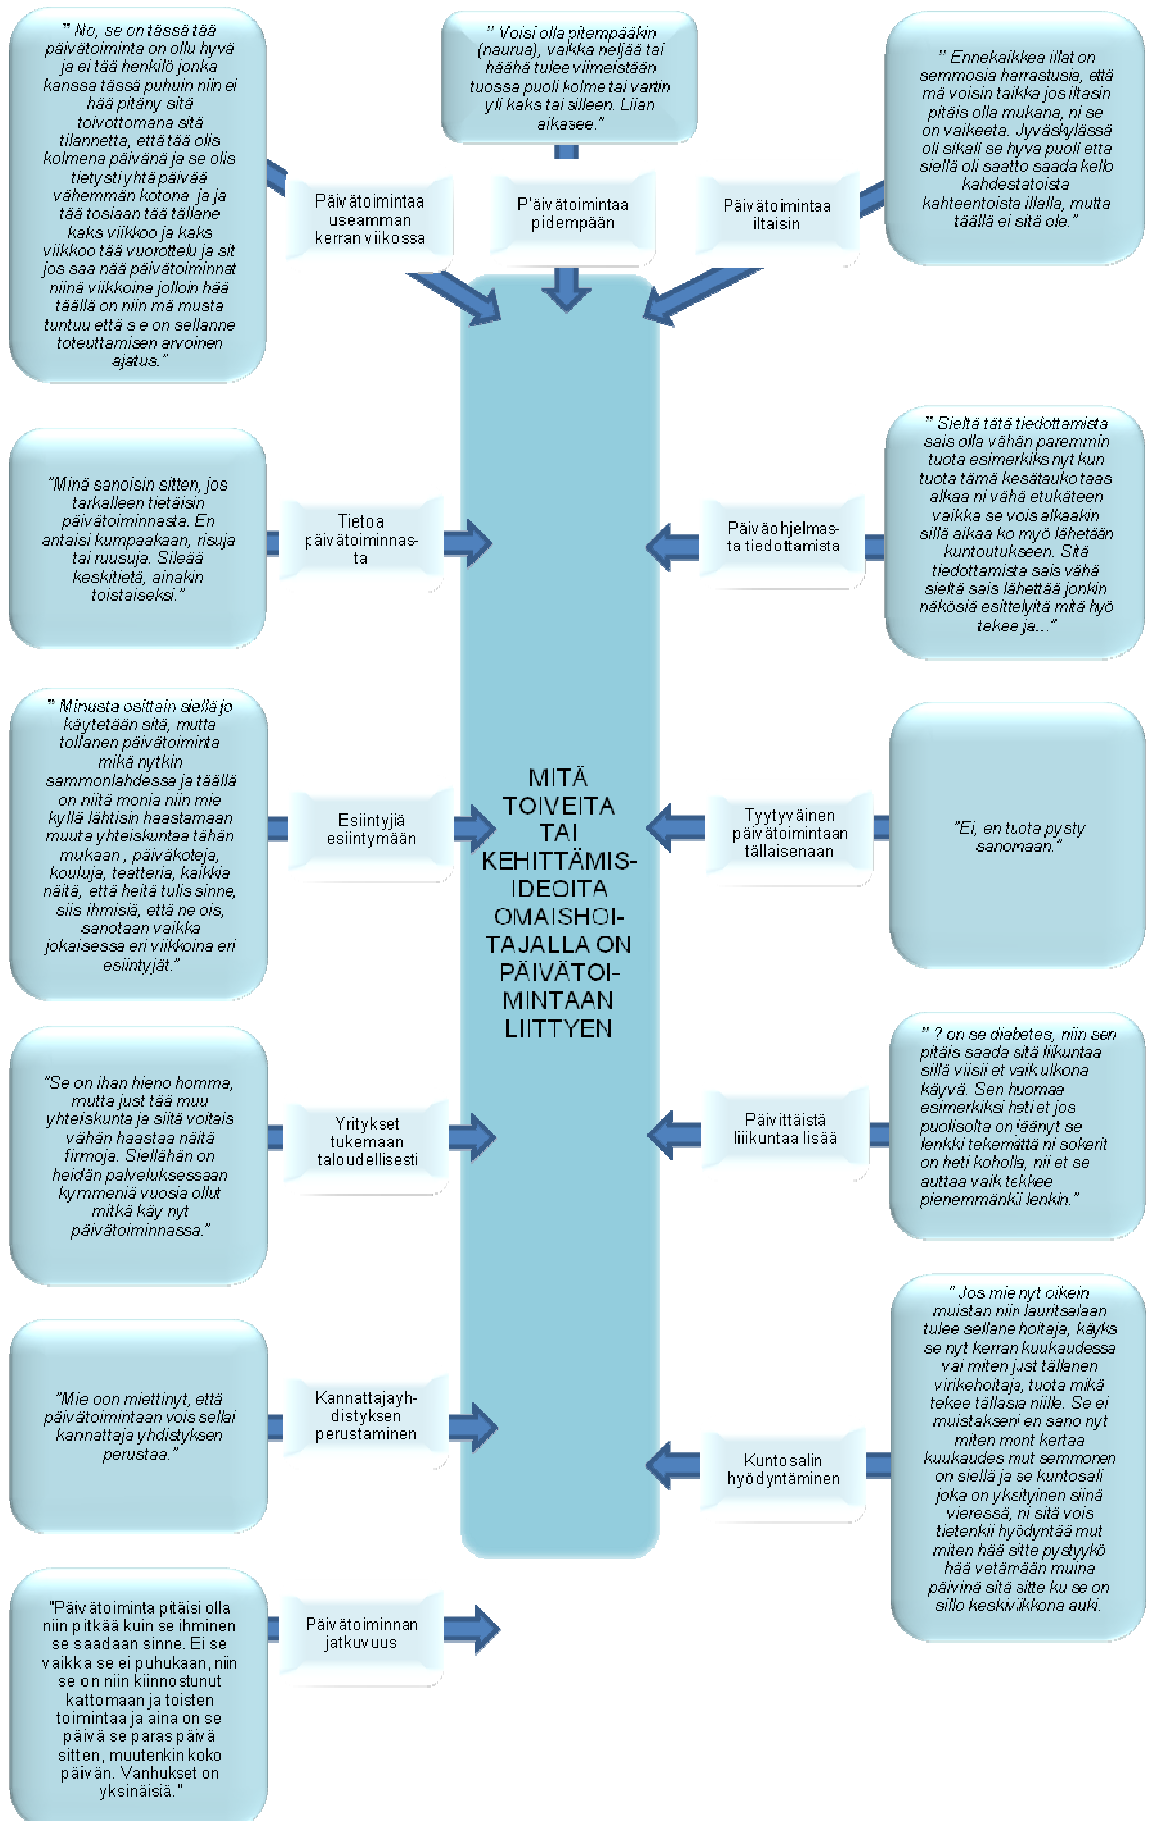 ” No, se on tässä tää
päivätoiminta on ollu hyvä
ja ei tää henkilö jonka
kanssa tässä puhuin niin ei
hää pitäny sitä
toivottomana sitä
tilannetta, että tää olis
kolmena päivänä ja se olis
tietysti yhtä päivää
vähemmän kotona ja ja
tää tosiaan tää tällane
kaks viikkoo ja kaks
viikkoo tää vuorottelu ja sit
jos saa nää päivätoiminnat
niinä viikkoina jolloin hää
täällä on niin mä musta
tuntuu että s e on sellanne
toteuttamisen arvoinen
ajatus.”
” Voisi olla pitempääkin
(naurua), vaikka neljää tai
häähä tulee viimeistään
tuossa puoli kolme tai vartin
yli kaks tai silleen. Liian
aikasee.”
” Ennekaikkea illat on
semmosia harrastusia, että
mä voisin taikka jos iltasin
pitäis olla mukana, ni se
on vaikeeta. Jyväskylässä
oli sikäli se hyvä puoli että
siellä oli saatto saada kello
kahdestatoista
kahteentoista illalla, mutta
täällä ei sitä ole.”
Päivätoimintaa
useamman
kerran viikossa
P'äivätoimintaa
pidempään
Päivätoimintaa
iltaisin
”Minä sanoisin sitten, jos
tarkalleen tietäisin
päivätoiminnasta. En
antaisi kumpaakaan, risuja
tai ruusuja. Sileää
keskitietä, ainakin
toistaiseksi.”
Tietoa
päivätoiminnas-
ta
Päiväohjelmas-
ta tiedottamista
” Sieltä tätä tiedottamista
sais olla vähän paremmin
tuota esimerkiks nyt kun
tuota tämä kesätauko taas
alkaa ni vähä etukäteen
vaikka se vois alkaakin
sillä aikaa ko myö lähetään
kuntoutukseen. Sitä
tiedottamista sais vähä
sieltä sais lähettää jonkin
näkösiä esittelyitä mitä hyö
tekee ja...”
” Minusta osittain siellä jo
käytetään sitä, mutta
tollanen päivätoiminta
mikä nytkin
sammonlahdessa ja täällä
on niitä monia niin mie
kyllä lähtisin haastamaan
muuta yhteiskuntaa tähän
mukaan , päiväkoteja,
kouluja, teatteria, kaikkia
näitä, että heitä tulis sinne,
siis ihmisiä, että ne ois,
sanotaan vaikka
jokaisessa eri viikkoina eri
esiintyjät.”
Esiintyjiä
esiintymään
MITÄ
TOIVEITA
TAI
KEHITTÄMIS-
IDEOITA
OMAISHOI-
TAJALLA ON
PÄIVÄTOI-
MINTAAN
LIITTYEN
Tyytyväinen
päivätoimintaan
tällaisenaan
”Ei, en tuota pysty
sanomaan.”
”Se on ihan hieno homma,
mutta just tää muu
yhteiskunta ja siitä voitais
vähän haastaa näitä
firmoja. Siellähän on
heidän palveluksessaan
kymmeniä vuosia ollut
mitkä käy nyt
päivätoiminnassa.”
Yritykset
tukemaan
taloudellisesti
Päivittäistä
liiikuntaa lisää
” ? on se diabetes, niin sen
pitäis saada sitä liikuntaa
sillä viisii et vaik ulkona
käyvä. Sen huomaa
esimerkiksi heti et jos
puolisolta on jäänyt se
lenkki tekemättä ni sokerit
on heti koholla, nii et se
auttaa vaik tekkee
pienemmänkii lenkin.”
”Mie oon miettinyt, että
päivätoimintaan vois sellai
kannattaja yhdistyksen
perustaa.”
Kannattajayh-
distyksen
perustaminen
Kuntosalin
hyödyntäminen
” Jos mie nyt oikein
muistan niin lauritsalaan
tulee sellane hoitaja, käyks
se nyt kerran kuukaudessa
vai miten just tällanen
virikehoitaja, tuota mikä
tekee tällasia niille. Se ei
muistakseni en sano nyt
miten mont kertaa
kuukaudes mut semmonen
on siellä ja se kuntosali
joka on yksityinen siinä
vieressä, ni sitä vois
tietenkii hyödyntää mut
miten hää sitte pystyykö
hää vetämään muina
päivinä sitä sitte ku se on
sillo keskiviikkona auki.
"Päivätoiminta pitäisi olla
niin pitkää kuin se ihminen
se saadaan sinne. Ei se
vaikka se ei puhukaan, niin
se on niin kiinnostunut
kattomaan ja toisten
toimintaa ja aina on se
päivä se paras päivä
sitten, muutenkin koko
päivän. Vanhukset on
yksinäisiä."
Päivätoiminnan
jatkuvuus